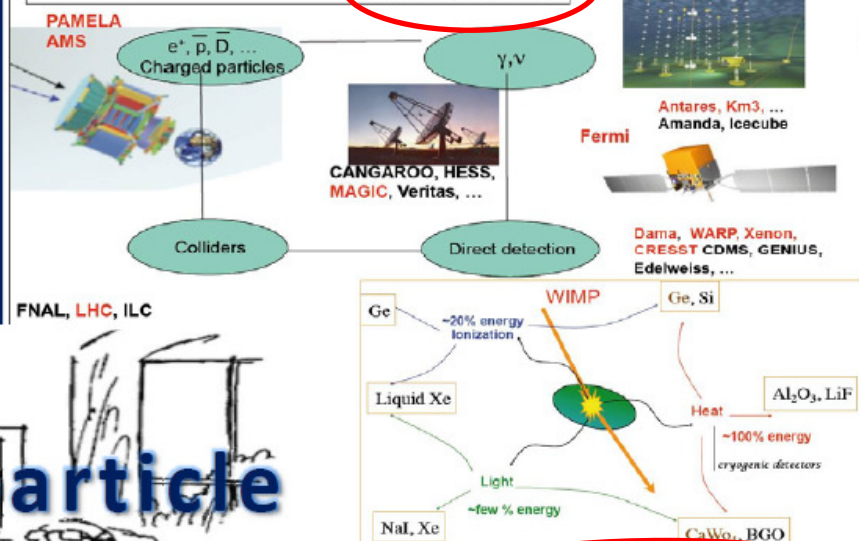 PAMELA
AMS
e⁺, p̅, D̅, ...
Charged particles
γ,ν
Antares, Km3, ...
Amanda, Icecube
Fermi
CANGAROO, HESS,
MAGIC, Veritas, ...
Colliders
Direct detection
Dama, WARP, Xenon,
CRESST CDMS, GENIUS,
Edelweiss, ...
FNAL, LHC, ILC
WIMP
Ge
~20% energy
Ionization
Ge, Si
Liquid Xe
Al₂O₃, LiF
Heat
~100% energy
cryogenic detectors
Light
~few % energy
NaI, Xe
CaWo₄, BGO
article